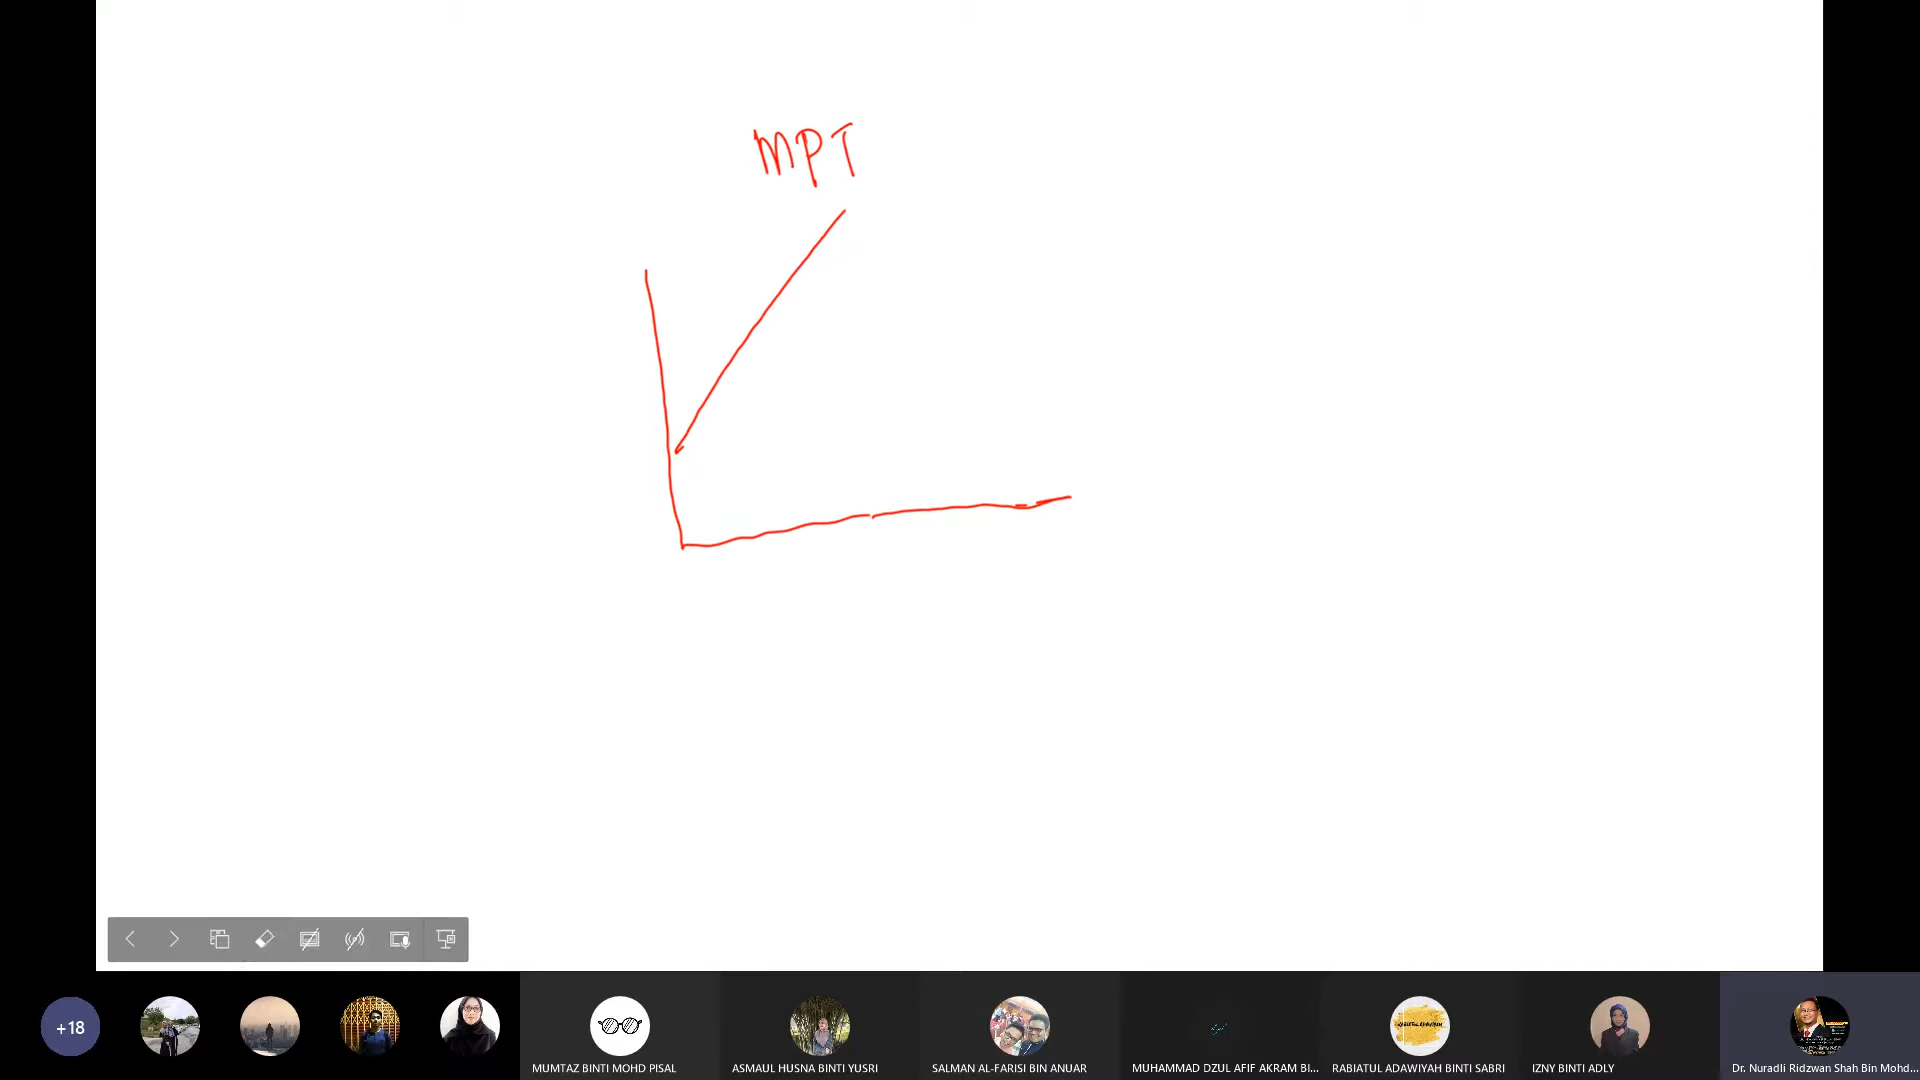 MPT
+18
MUMTAZ BINTI MOHD PISAL
ASMAUL HUSNA BINTI YUSRI
SALMAN AL-FARISI BIN ANUAR
MUHAMMAD DZUL AFIF AKRAM BI...
RABIATUL ADAWIYAH BINTI SABRI
IZNY BINTI ADLY
Dr. Nuradli Ridzwan Shah Bin Mohd...